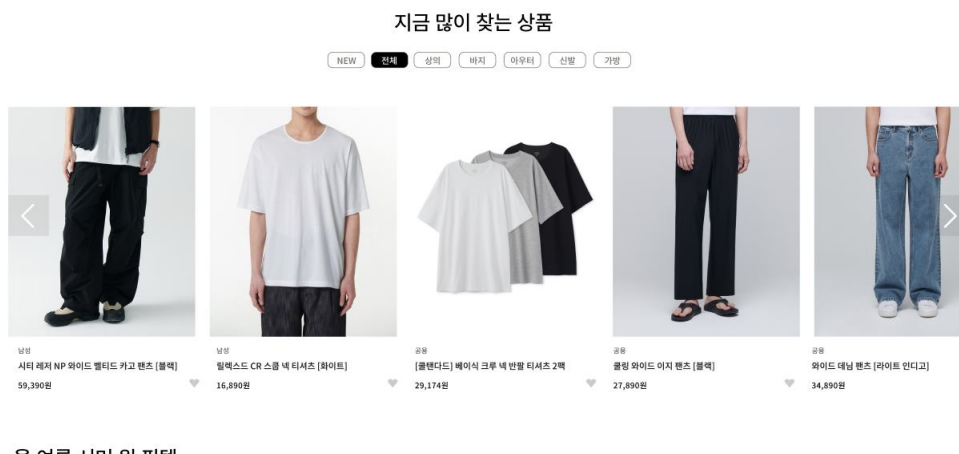 지금 많이 찾는 상품
NEW 전체 상의 바지 아우터 신발 가방
남성
시티 레저 NP 와이드 벨티드 카고 팬츠 [블랙]
59,390원
남성
릴렉스드 CR 스쿱 넥 티셔츠 [화이트]
16,890원
공용
[쿨탠다드] 베이식 크루 넥 반팔 티셔츠 2팩
29,174원
공용
쿨링 와이드 이지 팬츠 [블랙]
27,890원
공용
와이드 데님 팬츠 [라이트 인디고]
34,890원